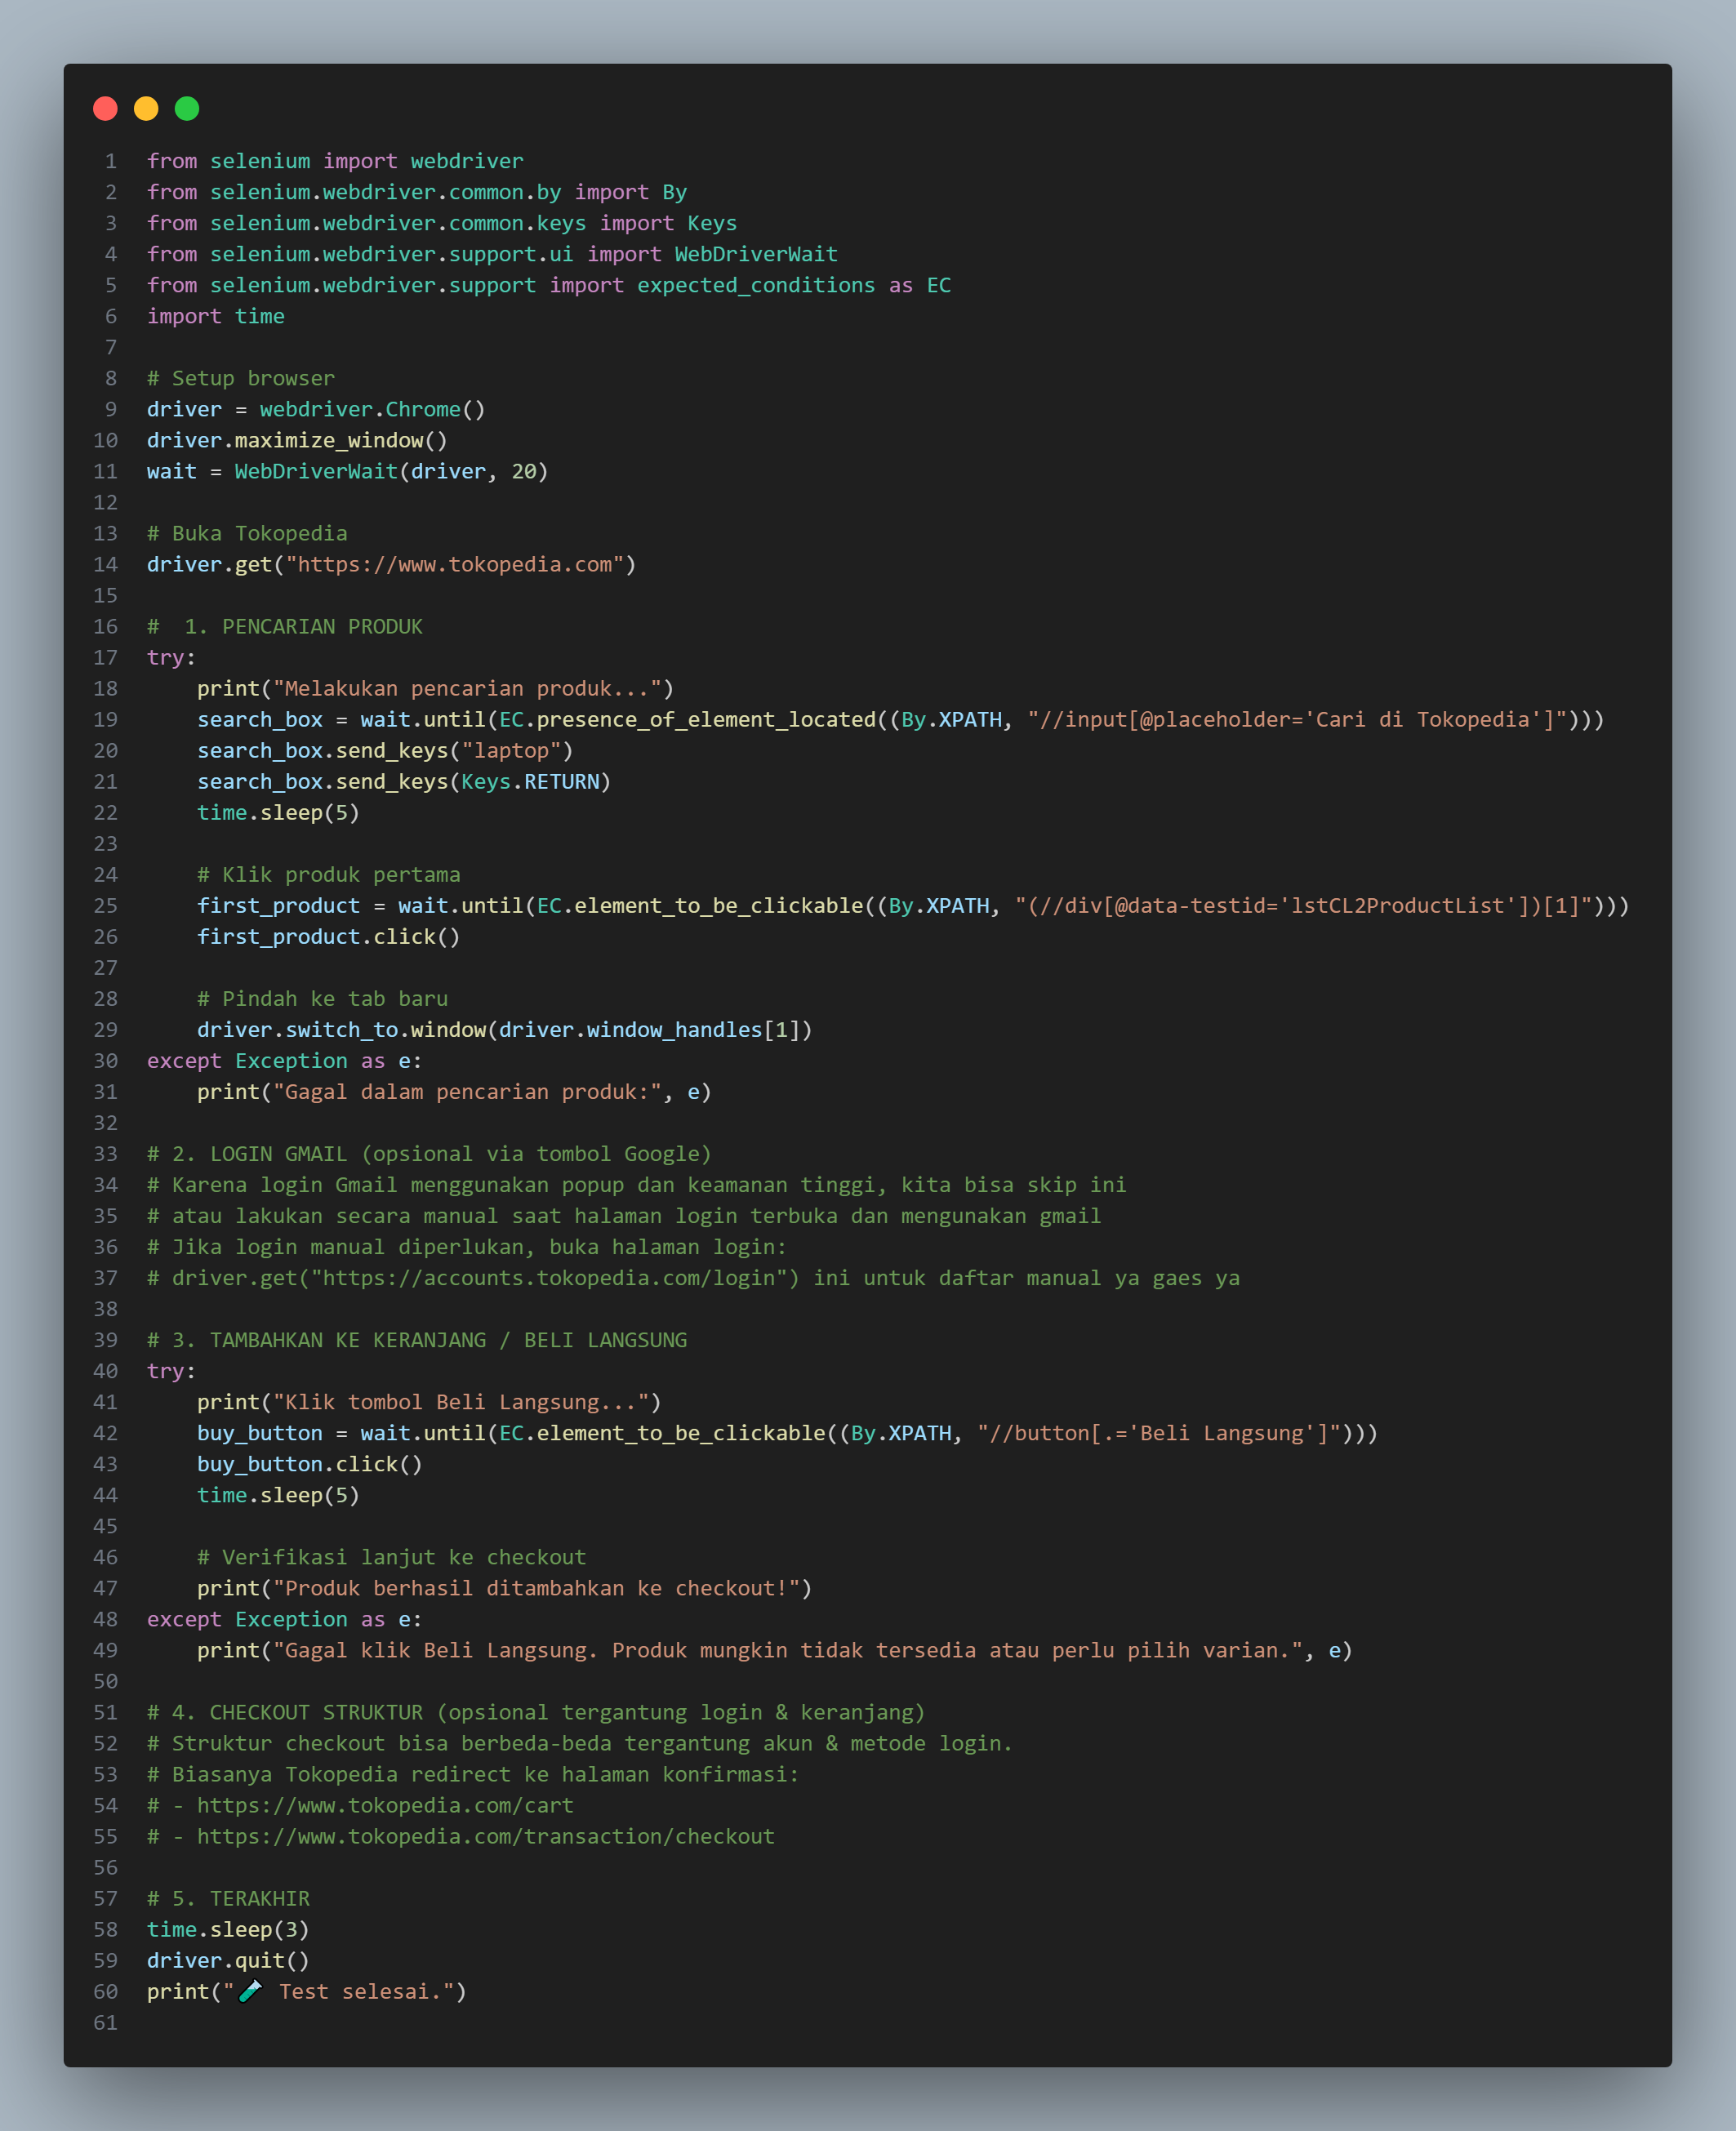 1 from selenium import webdriver
2 from selenium.webdriver.common.by import By
3 from selenium.webdriver.common.keys import Keys
4 from selenium.webdriver.support.ui import WebDriverWait
5 from selenium.webdriver.support import expected_conditions as EC
6 import time
7
8 # Setup browser
9 driver = webdriver.Chrome()
10 driver.maximize_window()
11 wait = WebDriverWait(driver, 20)
12
13 # Buka Tokopedia
14 driver.get("https://www.tokopedia.com")
15
16 #  1. PENCARIAN PRODUK
17 try:
18     print("Melakukan pencarian produk...")
19     search_box = wait.until(EC.presence_of_element_located((By.XPATH, "//input[@placeholder='Cari di Tokopedia']")))
20     search_box.send_keys("laptop")
21     search_box.send_keys(Keys.RETURN)
22     time.sleep(5)
23
24     # Klik produk pertama
25     first_product = wait.until(EC.element_to_be_clickable((By.XPATH, "(//div[@data-testid='lstCL2ProductList'])[1]")))
26     first_product.click()
27
28     # Pindah ke tab baru
29     driver.switch_to.window(driver.window_handles[1])
30 except Exception as e:
31     print("Gagal dalam pencarian produk:", e)
32
33 # 2. LOGIN GMAIL (opsional via tombol Google)
34 # Karena login Gmail menggunakan popup dan keamanan tinggi, kita bisa skip ini
35 # atau lakukan secara manual saat halaman login terbuka dan mengunakan gmail
36 # Jika login manual diperlukan, buka halaman login:
37 # driver.get("https://accounts.tokopedia.com/login") ini untuk daftar manual ya gaes ya
38
39 # 3. TAMBAHKAN KE KERANJANG / BELI LANGSUNG
40 try:
41     print("Klik tombol Beli Langsung...")
42     buy_button = wait.until(EC.element_to_be_clickable((By.XPATH, "//button[.='Beli Langsung']")))
43     buy_button.click()
44     time.sleep(5)
45
46     # Verifikasi lanjut ke checkout
47     print("Produk berhasil ditambahkan ke checkout!")
48 except Exception as e:
49     print("Gagal klik Beli Langsung. Produk mungkin tidak tersedia atau perlu pilih varian.", e)
50
51 # 4. CHECKOUT STRUKTUR (opsional tergantung login & keranjang)
52 # Struktur checkout bisa berbeda-beda tergantung akun & metode login.
53 # Biasanya Tokopedia redirect ke halaman konfirmasi:
54 # - https://www.tokopedia.com/cart
55 # - https://www.tokopedia.com/transaction/checkout
56
57 # 5. TERAKHIR
58 time.sleep(3)
59 driver.quit()
60 print("🧪 Test selesai.")
61